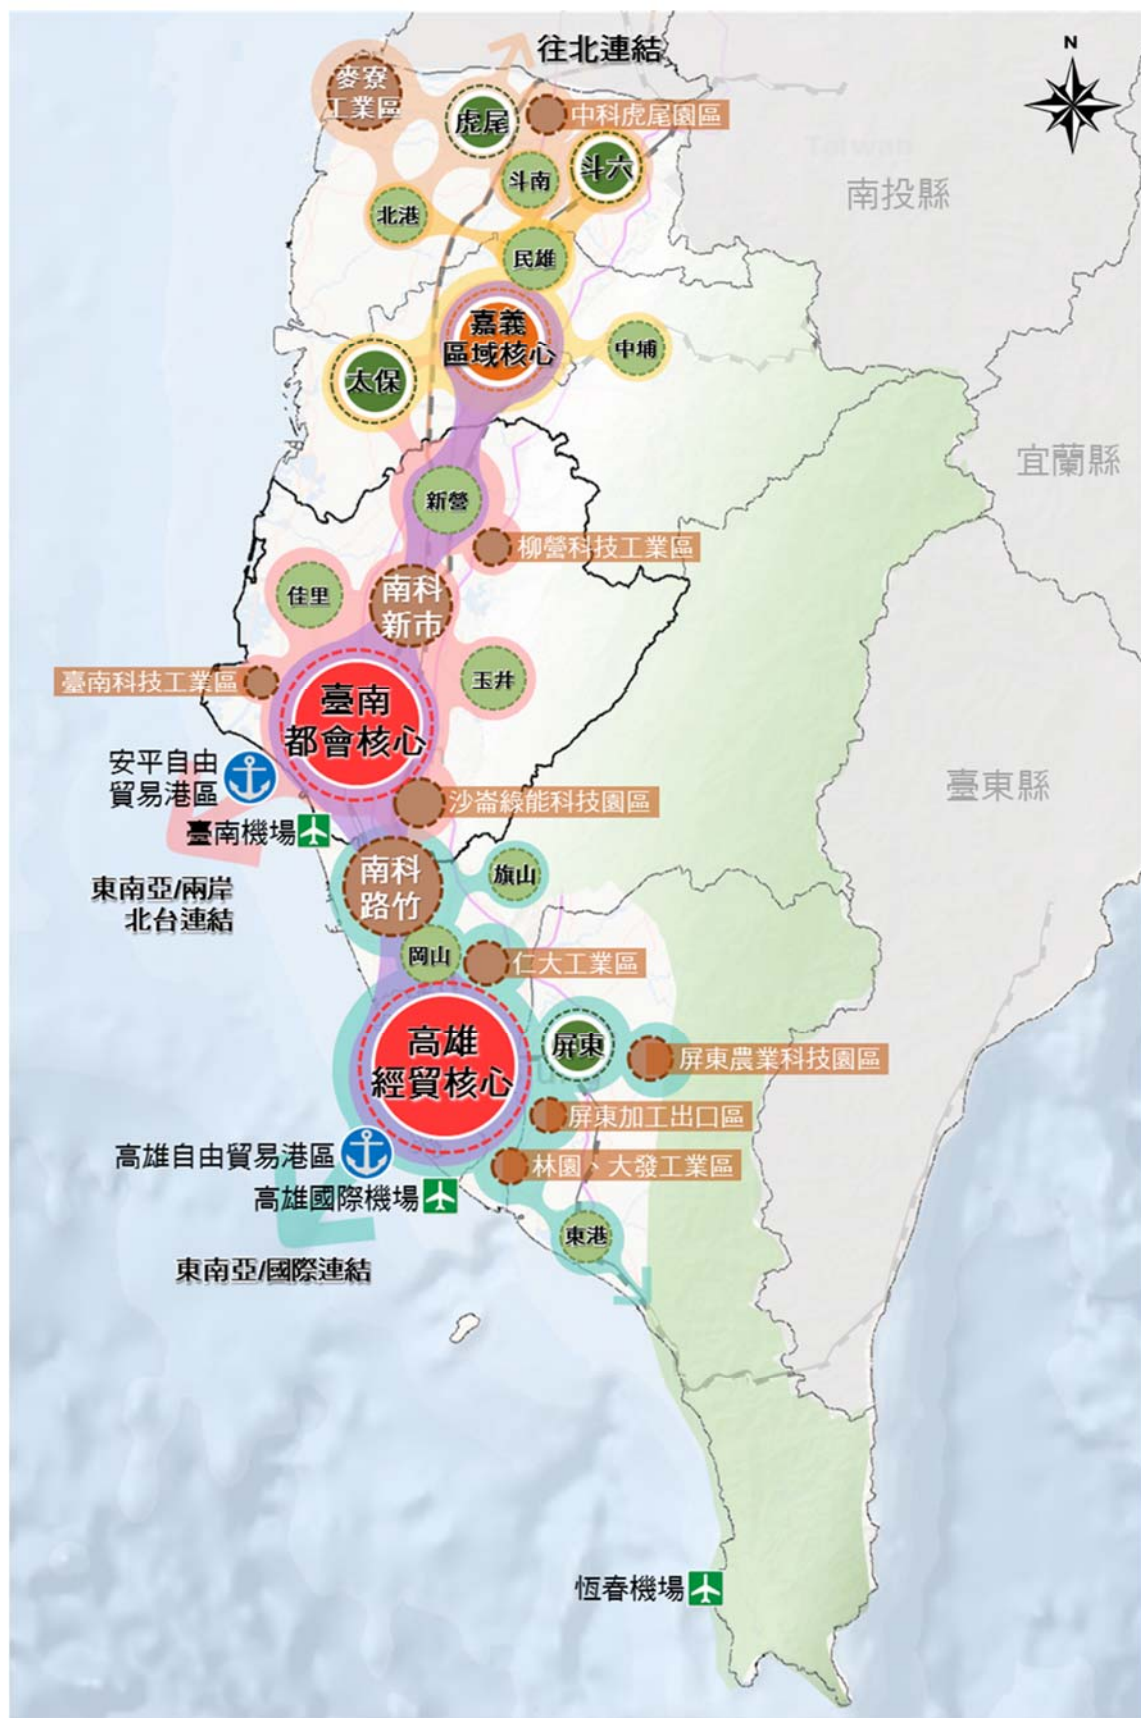 往北連結
N
麥寮
工業區
虎尾
中科虎尾園區
Taiwan
斗南
斗六
南投縣
北港
民雄
嘉義
區域核心
中埔
太保
宜蘭縣
新營
柳營科技工業區
佳里
南科
新市
臺南科技工業區
玉井
臺南
都會核心
安平自由
貿易港區
臺東縣
沙崙綠能科技園區
臺南機場
南科
路竹
旗山
東南亞/兩岸
北台連結
岡山
仁大工業區
高雄
經貿核心
屏東
屏東農業科技園區
屏東加工出口區
高雄自由貿易港區
林園、大發工業區
高雄國際機場
東港
東南亞/國際連結
恆春機場